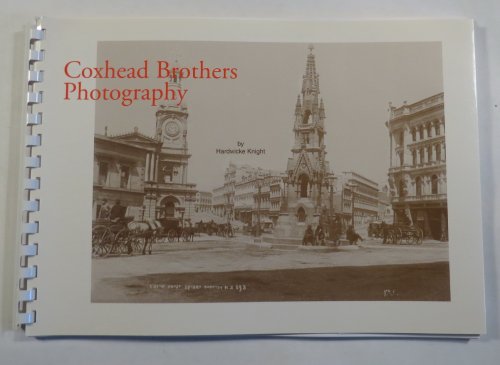 Coxhead Brothers
Photography
by
Hardwicke Knight